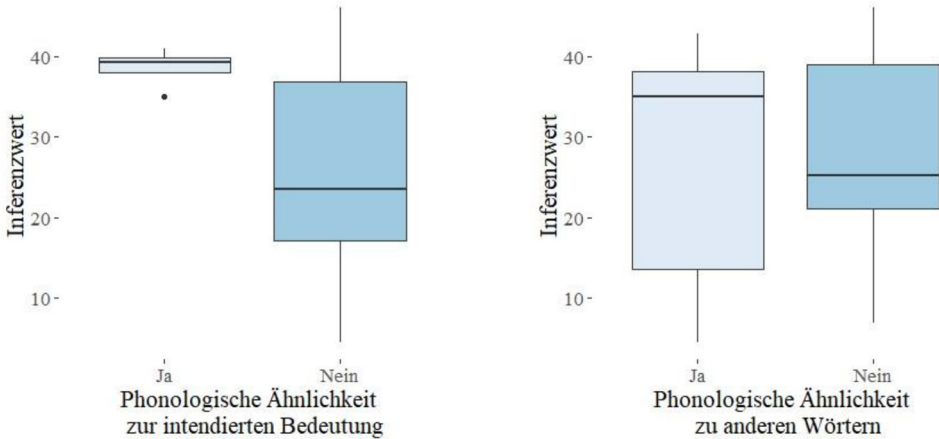 Inferenzwert
40
30
20
10
Ja
Nein
Phonologische Ähnlichkeit
zur intendierten Bedeutung
Inferenzwert
40
30
20
10
Ja
Nein
Phonologische Ähnlichkeit
zu anderen Wörtern